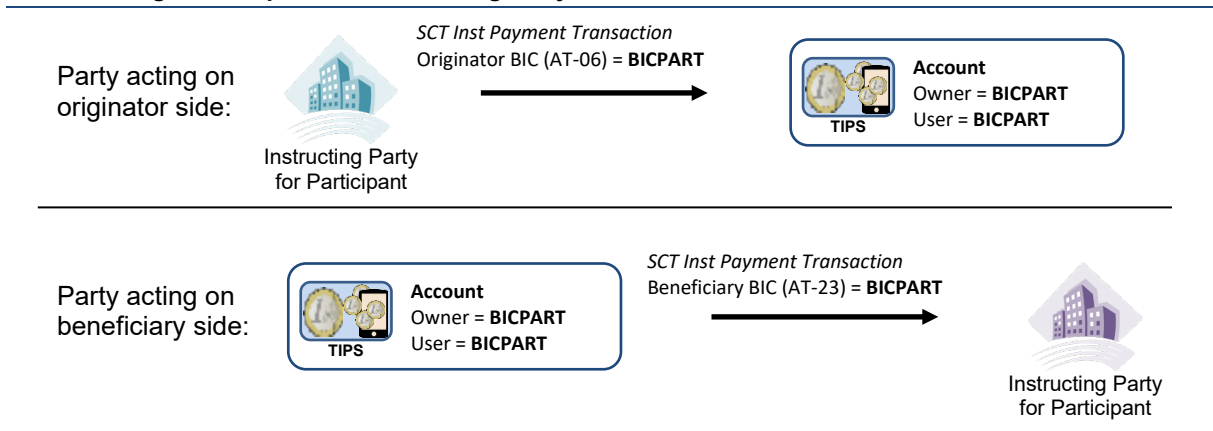 SCT Inst Payment Transaction
Originator BIC (AT-06) = BICPART
Party acting on
originator side:
Account
Owner = BICPART
User = BICPART
TIPS
Instructing Party
for Participant
SCT Inst Payment Transaction
Beneficiary BIC (AT-23) = BICPART
Party acting on
beneficiary side:
Account
Owner = BICPART
User = BICPART
TIPS
Instructing Party
for Participant